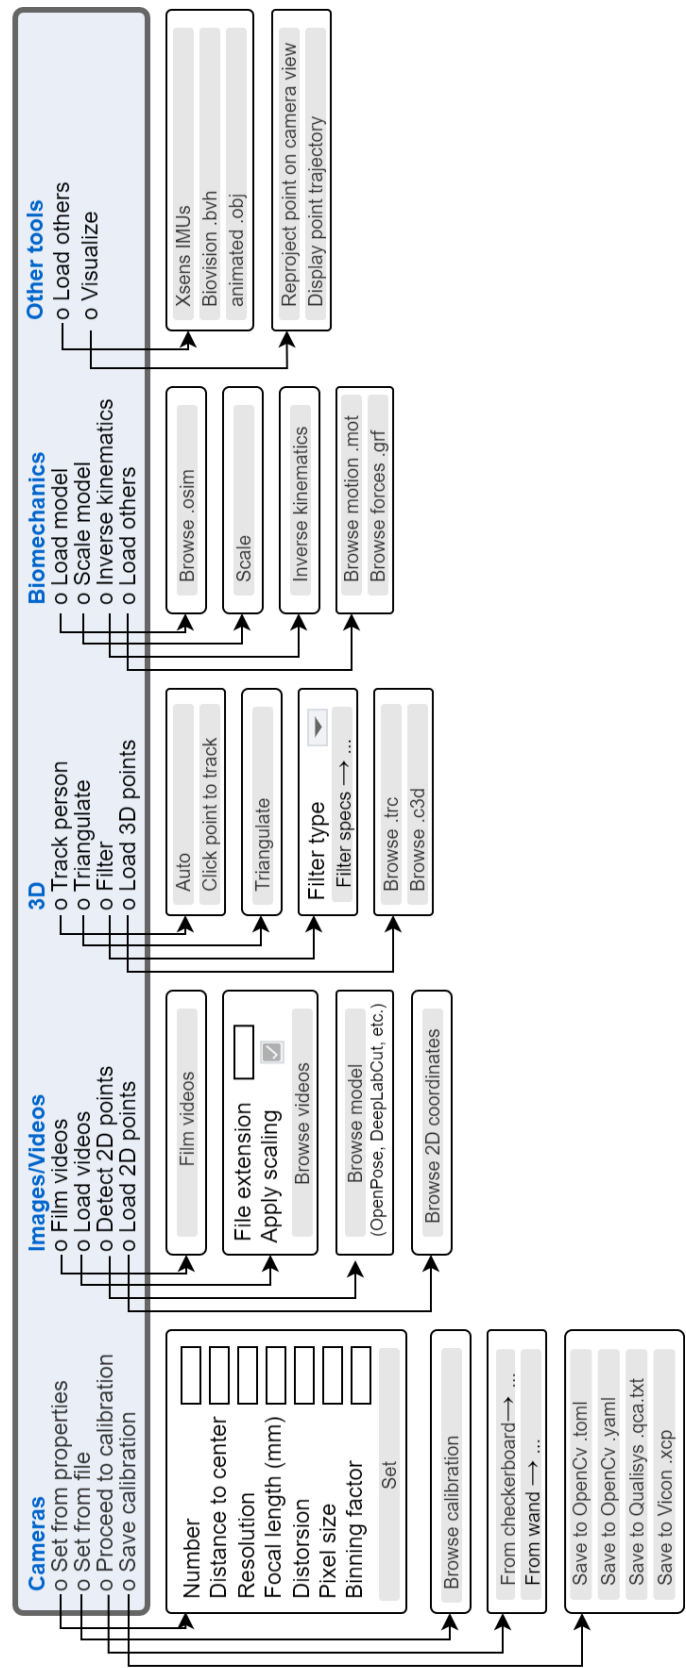 Cameras
o Set from properties
o Set from file
o Proceed to calibration
o Save calibration
Number
Distance to center
Resolution
Focal length (mm)
Distorsion
Pixel size
Binning factor
Set
Browse calibration
From checkerboard→ ...
From wand → ...
Save to OpenCv .toml
Save to OpenCv .yaml
Save to Qualisys .qca.txt
Save to Vicon .xcp
Images/Videos
o Film videos
o Load videos
o Detect 2D points
o Load 2D points
Film videos
File extension
Apply scaling
Browse videos
Browse model
(OpenPose, DeepLabCut, etc.)
Browse 2D coordinates
3D
o Track person
o Triangulate
o Filter
o Load 3D points
Auto
Click point to track
Triangulate
Filter type
Filter specs → ...
Browse .trc
Browse .c3d
Biomechanics
o Load model
o Scale model
o Inverse kinematics
o Load others
Browse .osim
Scale
Inverse kinematics
Browse motion .mot
Browse forces .grf
Other tools
o Load others
o Visualize
Xsens IMUs
Biovision .bvh
animated .obj
Reproject point on camera view
Display point trajectory